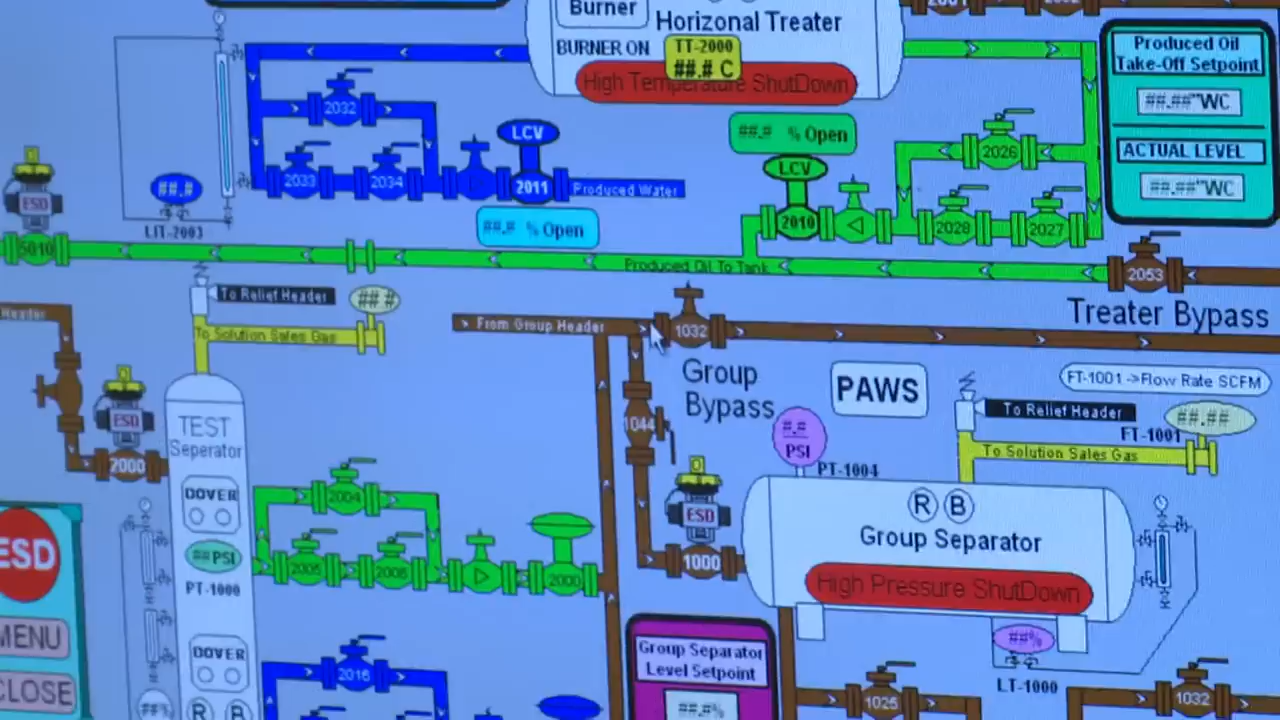 Burner
Horizonal Treater
BURNER ON
TT-2000
##.# C
High Temperature ShutDown
Produced Oil
Take-Off Setpoint
##.##"WC
ACTUAL LEVEL
##.##"WC
2032
2033
2034
LCV
2011
Produced Water
##.# % Open
##.# % Open
LCV
2010
2026
2028
2027
##.#
LIT-2003
ESD
5010
Produced Oil To Tank
2053
Treater Bypass
To Relief Header
##.#
To Solution Sales Gas
Header
From Group Header
1032
Group
Bypass
PAWS
FT-1001 ->Flow Rate SCFM
To Relief Header
##.##
FT-1001
To Solution Sales Gas
#.#
PSI
PT-1004
1044
ESD
2000
TEST
Seperator
DOVER
##PSI
PT-1000
DOVER
R B
2004
2005
2006
2000
ESD
1000
R B
Group Separator
High Pressure ShutDown
##%
LT-1000
ESD
MENU
CLOSE
2016
##%
Group Separator
Level Setpoint
##.#%
1025
1032